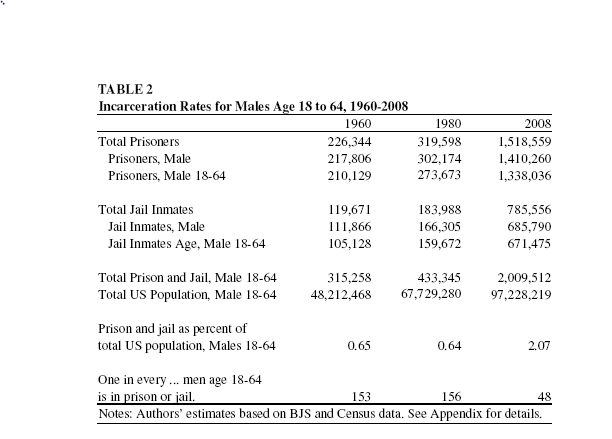 TABLE 2
Incarceration Rates for Males Age 18 to 64, 1960-2008
1960 1980 2008
Total Prisoners 226,344 319,598 1,518,559
Prisoners, Male 217,806 302,174 1,410,260
Prisoners, Male 18-64 210,129 273,673 1,338,036
Total Jail Inmates 119,671 183,988 785,556
Jail Inmates, Male 111,866 166,305 685,790
Jail Inmates Age, Male 18-64 105,128 159,672 671,475
Total Prison and Jail, Male 18-64 315,258 433,345 2,009,512
Total US Population, Male 18-64 48,212,468 67,729,280 97,228,219
Prison and jail as percent of
total US population, Males 18-64 0.65 0.64 2.07
One in every ... men age 18-64
is in prison or jail. 153 156 48
Notes: Authors' estimates based on BJS and Census data. See Appendix for details.